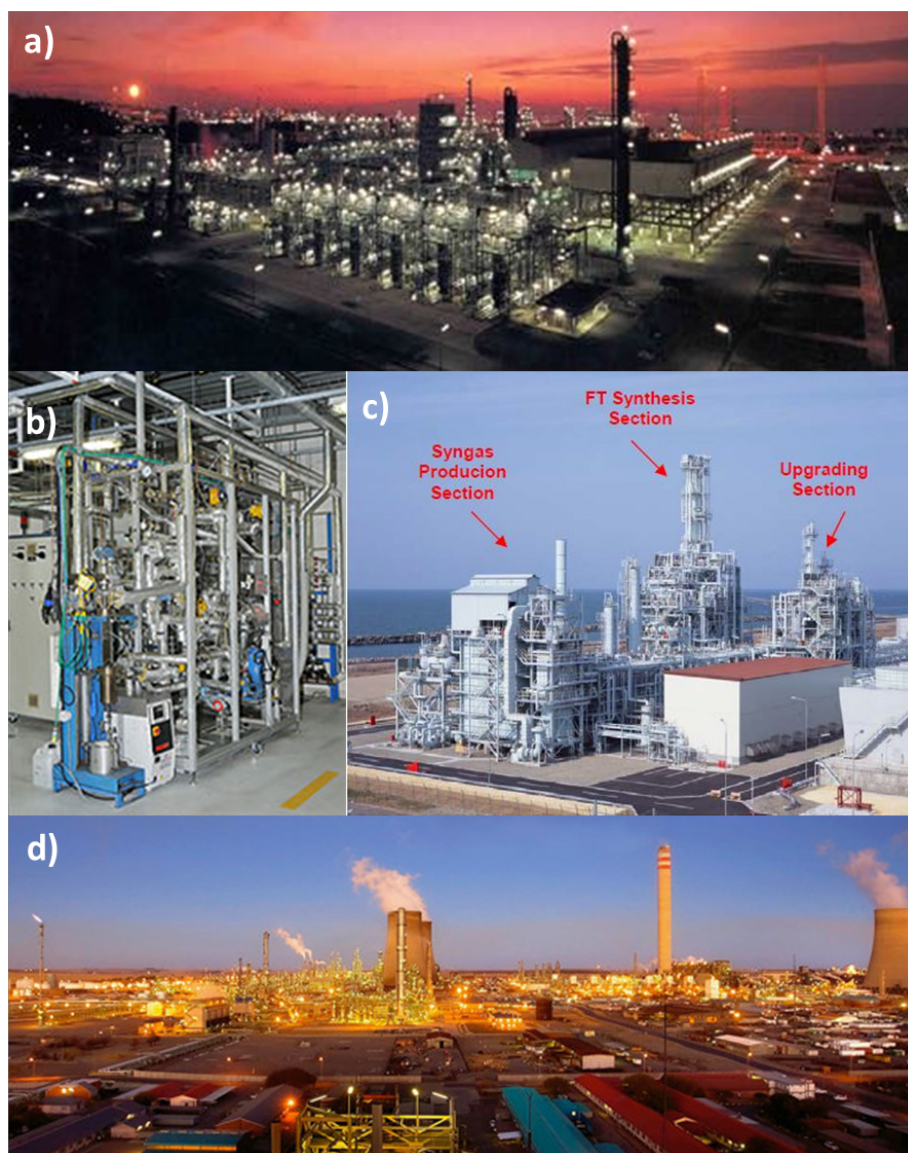 a)
b)
c)
FT Synthesis
Section
Syngas
Producion
Section
Upgrading
Section
d)